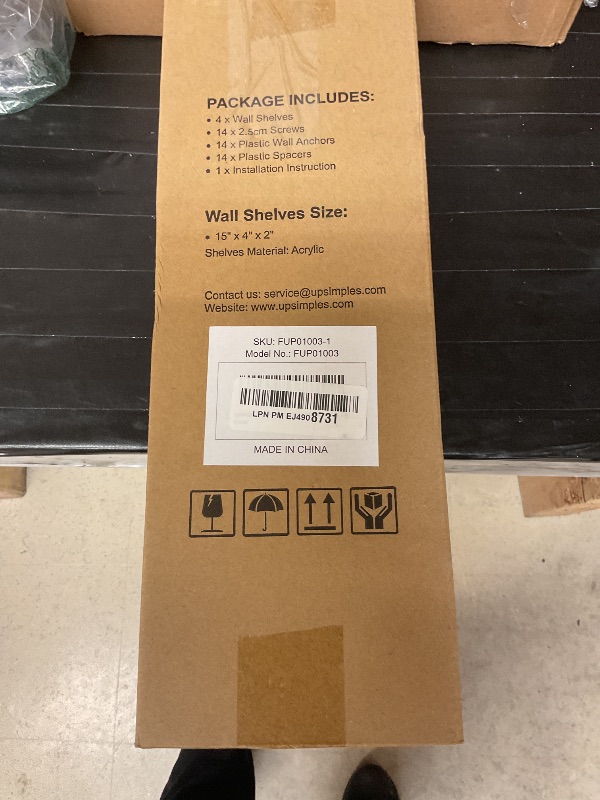 PACKAGE INCLUDES:
• 4 x Wall Shelves
• 14 x 2.5cm Screws
• 14 x Plastic Wall Anchors
• 14 x Plastic Spacers
• 1 x Installation Instruction
Wall Shelves Size:
• 15" x 4" x 2"
Shelves Material: Acrylic
Contact us: service@upsimples.com
Website: www.upsimples.com
SKU: FUP01003-1
Model No.: FUP01003
LPN PM EJ4908731
MADE IN CHINA